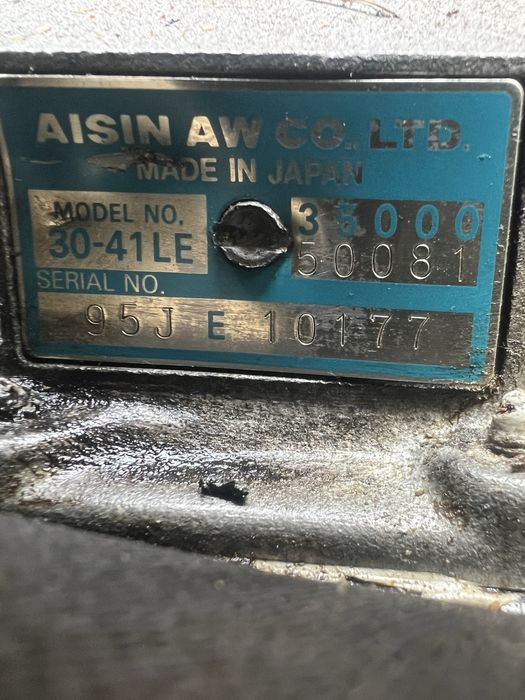 AISIN AW CO., LTD.
MADE IN JAPAN
MODEL NO.
30-41LE
35000
50081
SERIAL NO.
95J E 10177